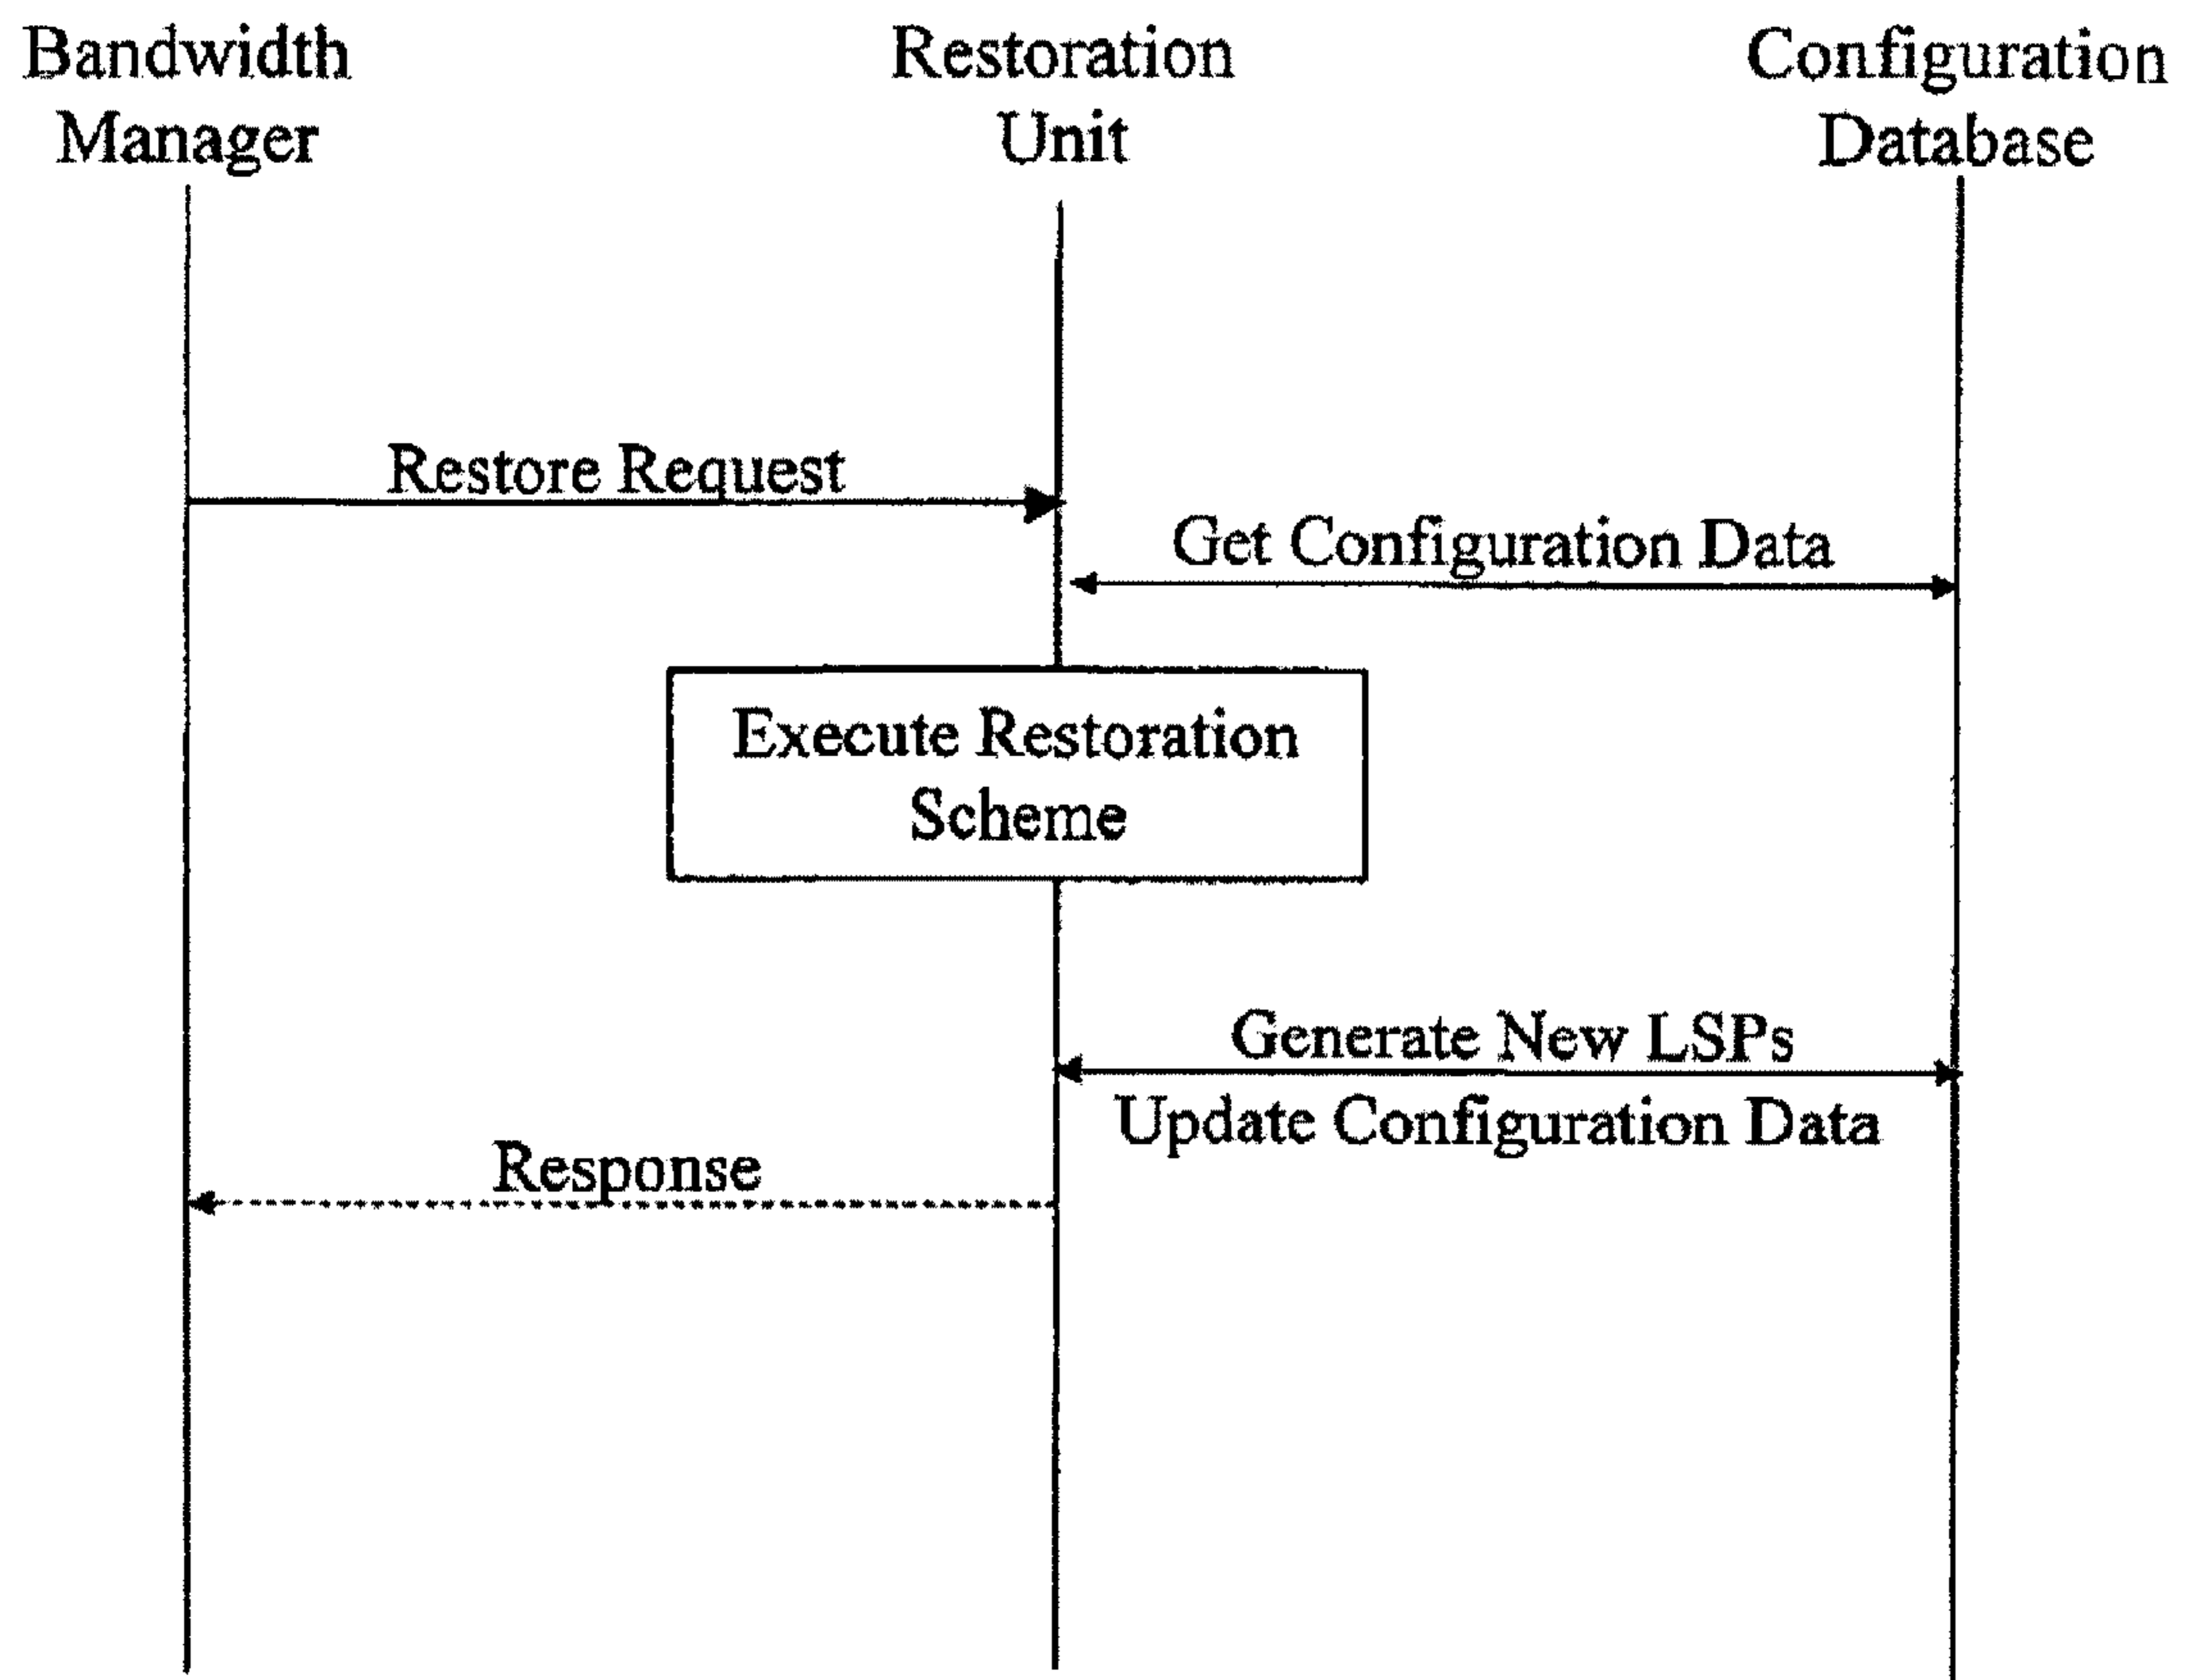 Bandwidth
Manager
Restoration
Unit
Configuration
Database
Restore Request
Get Configuration Data
Execute Restoration
Scheme
Generate New LSPs
Update Configuration Data
Response